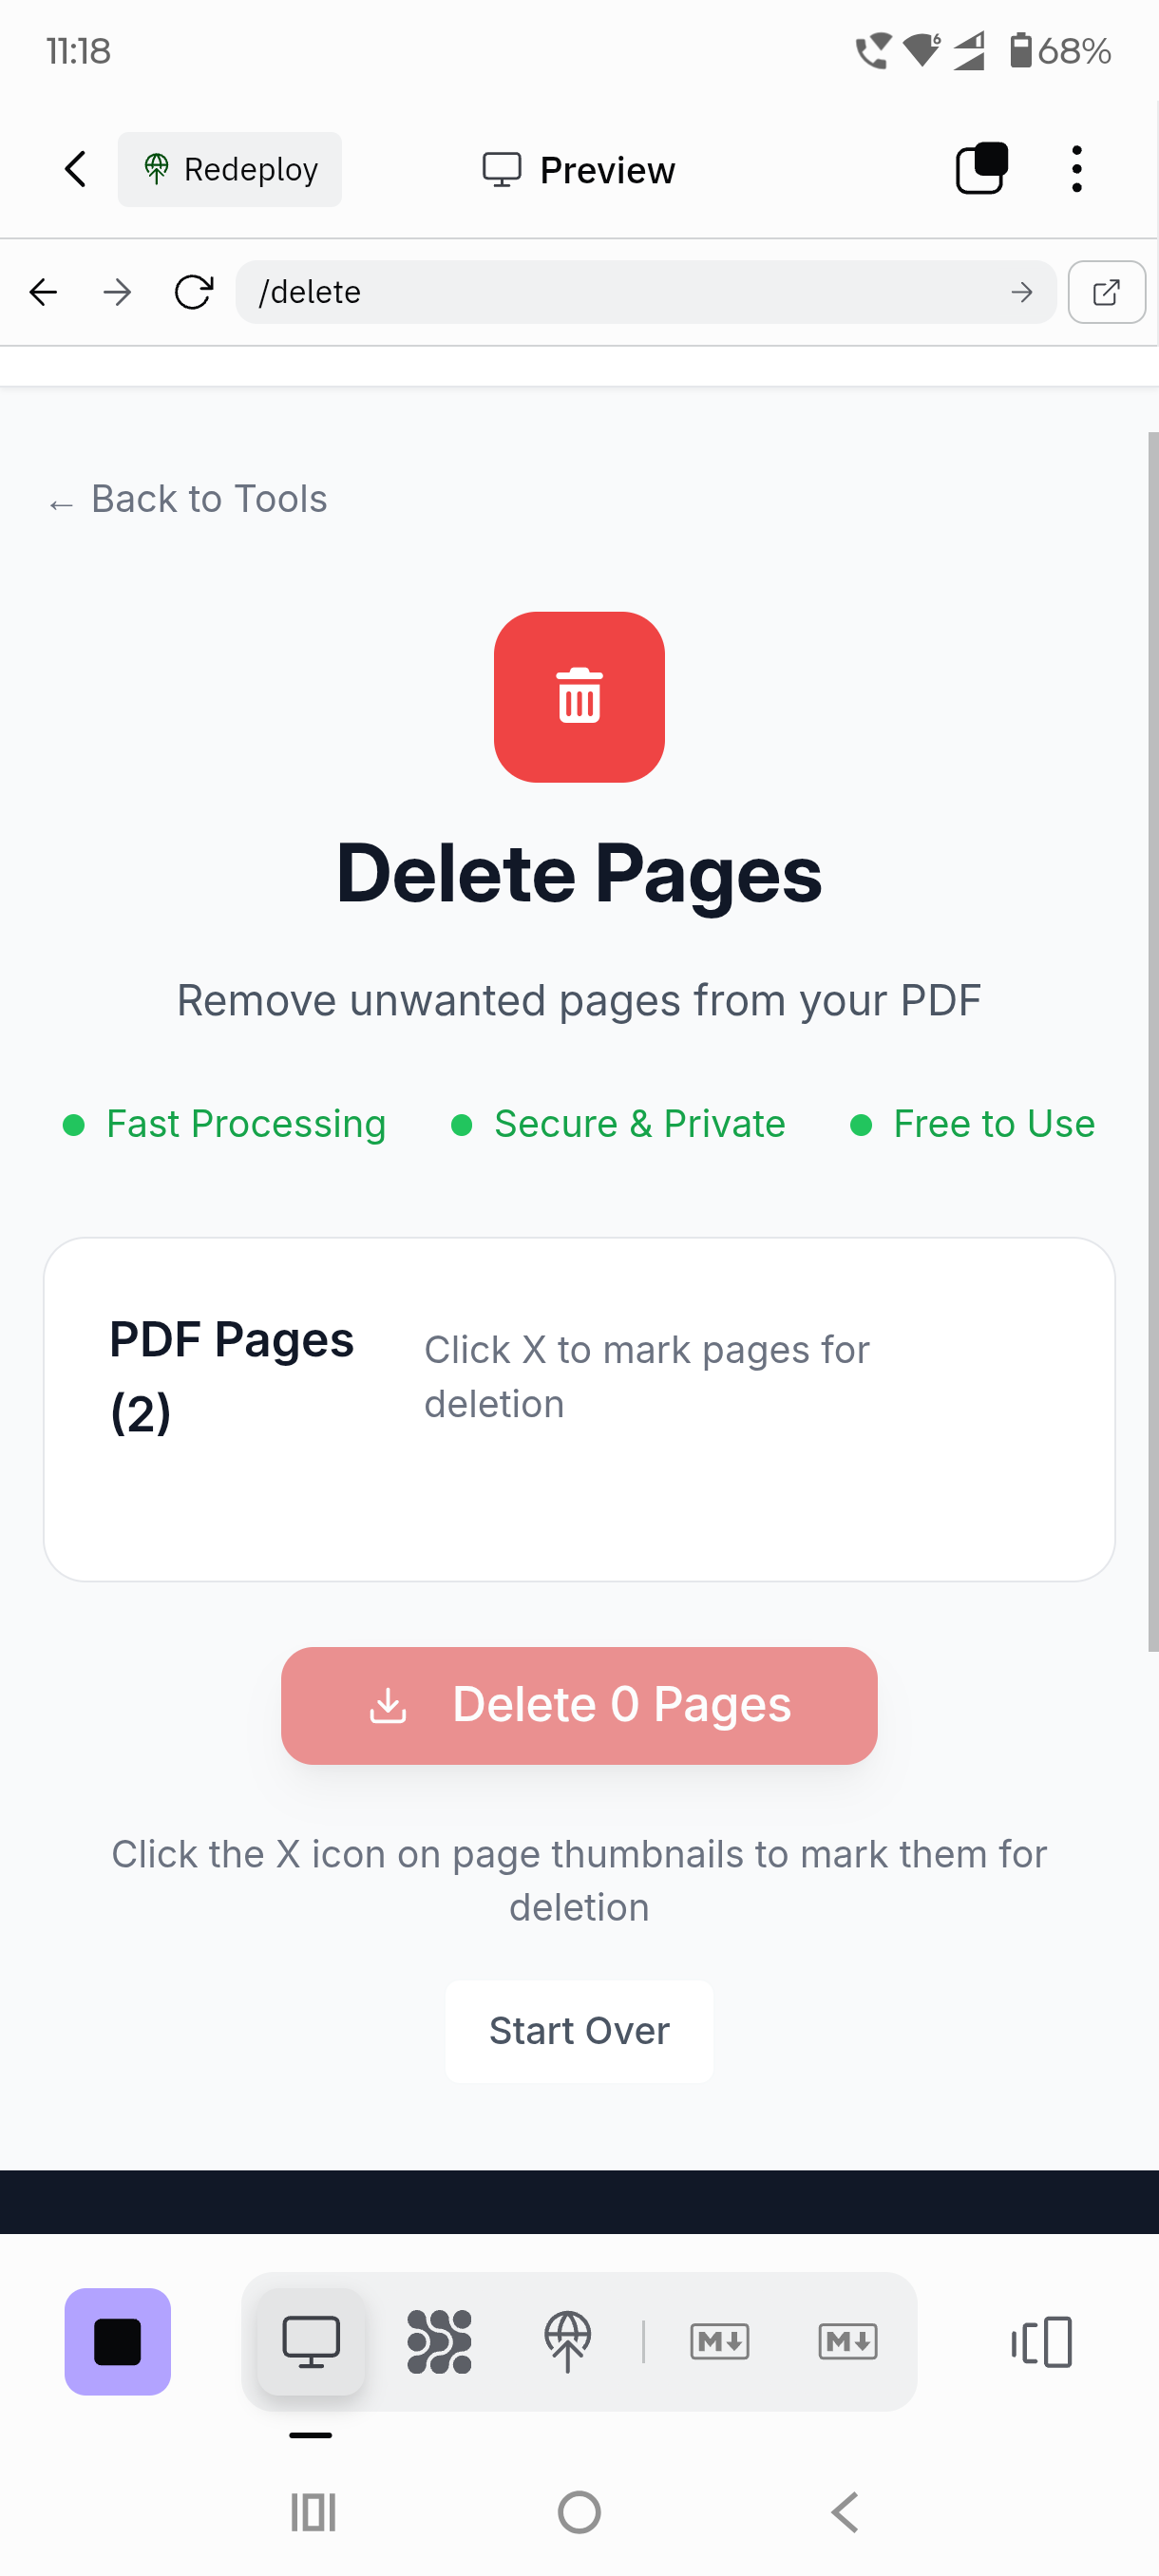 11:18
6
68%
Redeploy
Preview
/delete
← Back to Tools
Delete Pages
Remove unwanted pages from your PDF
Fast Processing
Secure & Private
Free to Use
PDF Pages
(2)
Click X to mark pages for
deletion
Delete 0 Pages
Click the X icon on page thumbnails to mark them for
deletion
Start Over
M
M